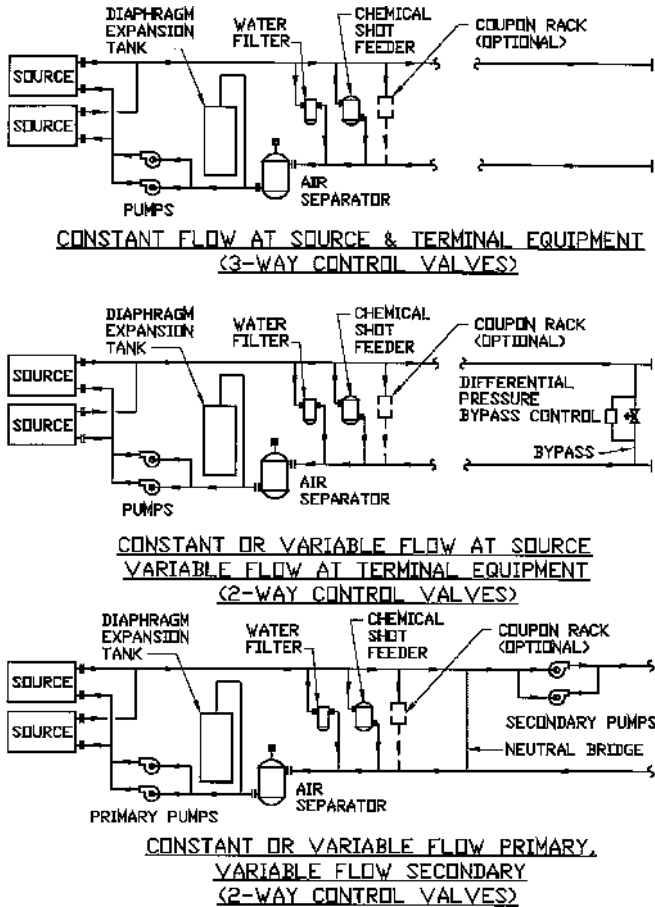 DIAPHRAGM
EXPANSION
TANK
WATER
FILTER
CHEMICAL
SHOT
FEEDER
COUPON RACK
(OPTIONAL)
SOURCE
SOURCE
PUMPS
AIR
SEPARATOR
CONSTANT FLOW AT SOURCE & TERMINAL EQUIPMENT
(3-WAY CONTROL VALVES)
DIAPHRAGM
EXPANSION
TANK
WATER
FILTER
CHEMICAL
SHOT
FEEDER
COUPON RACK
(OPTIONAL)
SOURCE
SOURCE
DIFFERENTIAL
PRESSURE
BYPASS CONTROL
BYPASS
PUMPS
AIR
SEPARATOR
CONSTANT OR VARIABLE FLOW AT SOURCE
VARIABLE FLOW AT TERMINAL EQUIPMENT
(2-WAY CONTROL VALVES)
DIAPHRAGM
EXPANSION
TANK
WATER
FILTER
CHEMICAL
SHOT
FEEDER
COUPON RACK
(OPTIONAL)
SOURCE
SOURCE
SECONDARY PUMPS
NEUTRAL BRIDGE
PRIMARY PUMPS
AIR
SEPARATOR
CONSTANT OR VARIABLE FLOW PRIMARY,
VARIABLE FLOW SECONDARY
(2-WAY CONTROL VALVES)